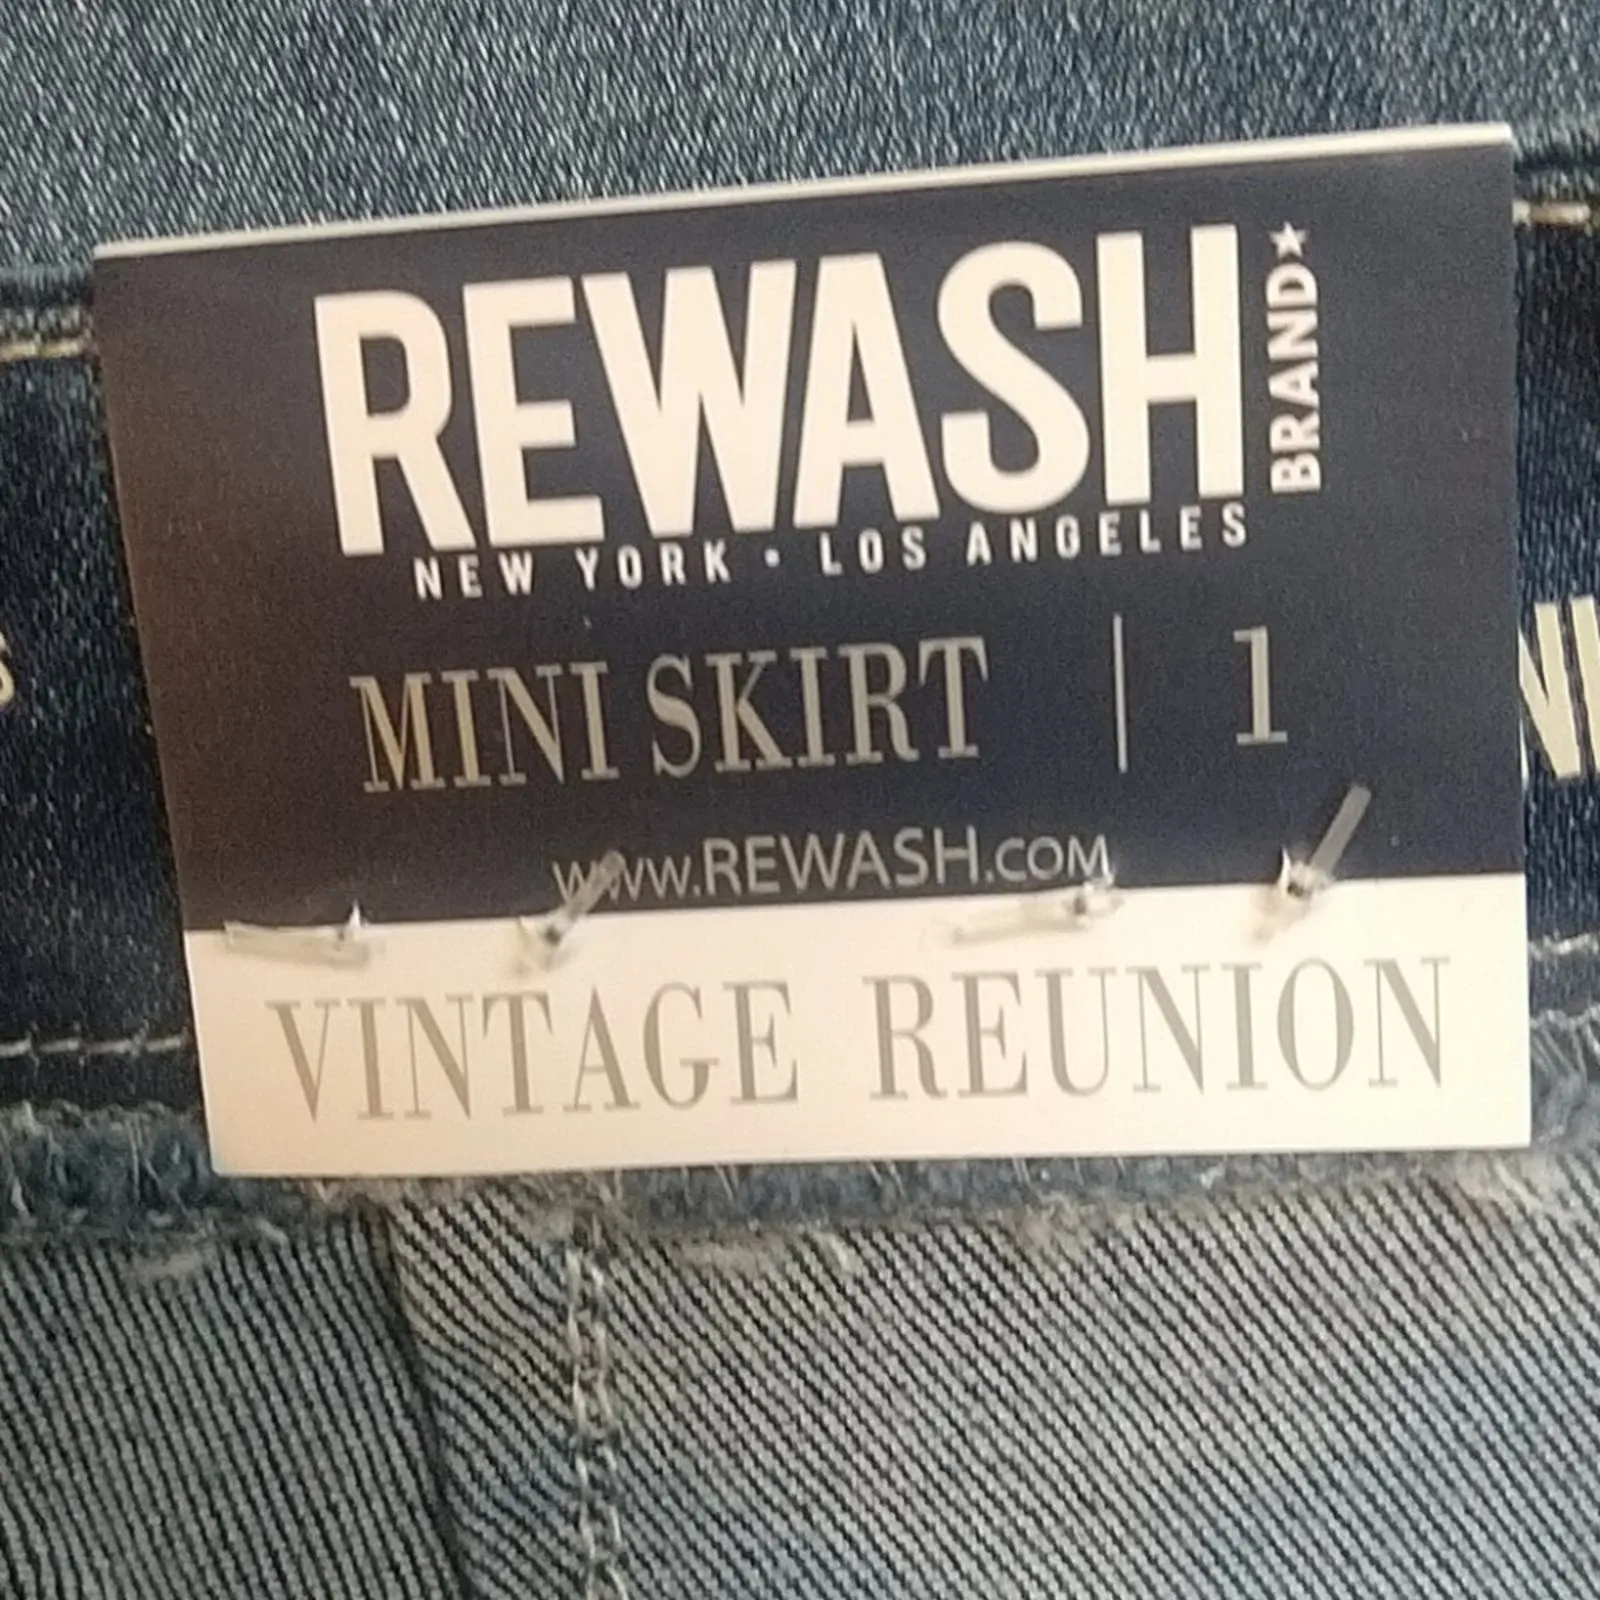 REWASH BRAND★
NEW YORK • LOS ANGELES
MINI SKIRT | 1
WWW.REWASH.COM
VINTAGE REUNION